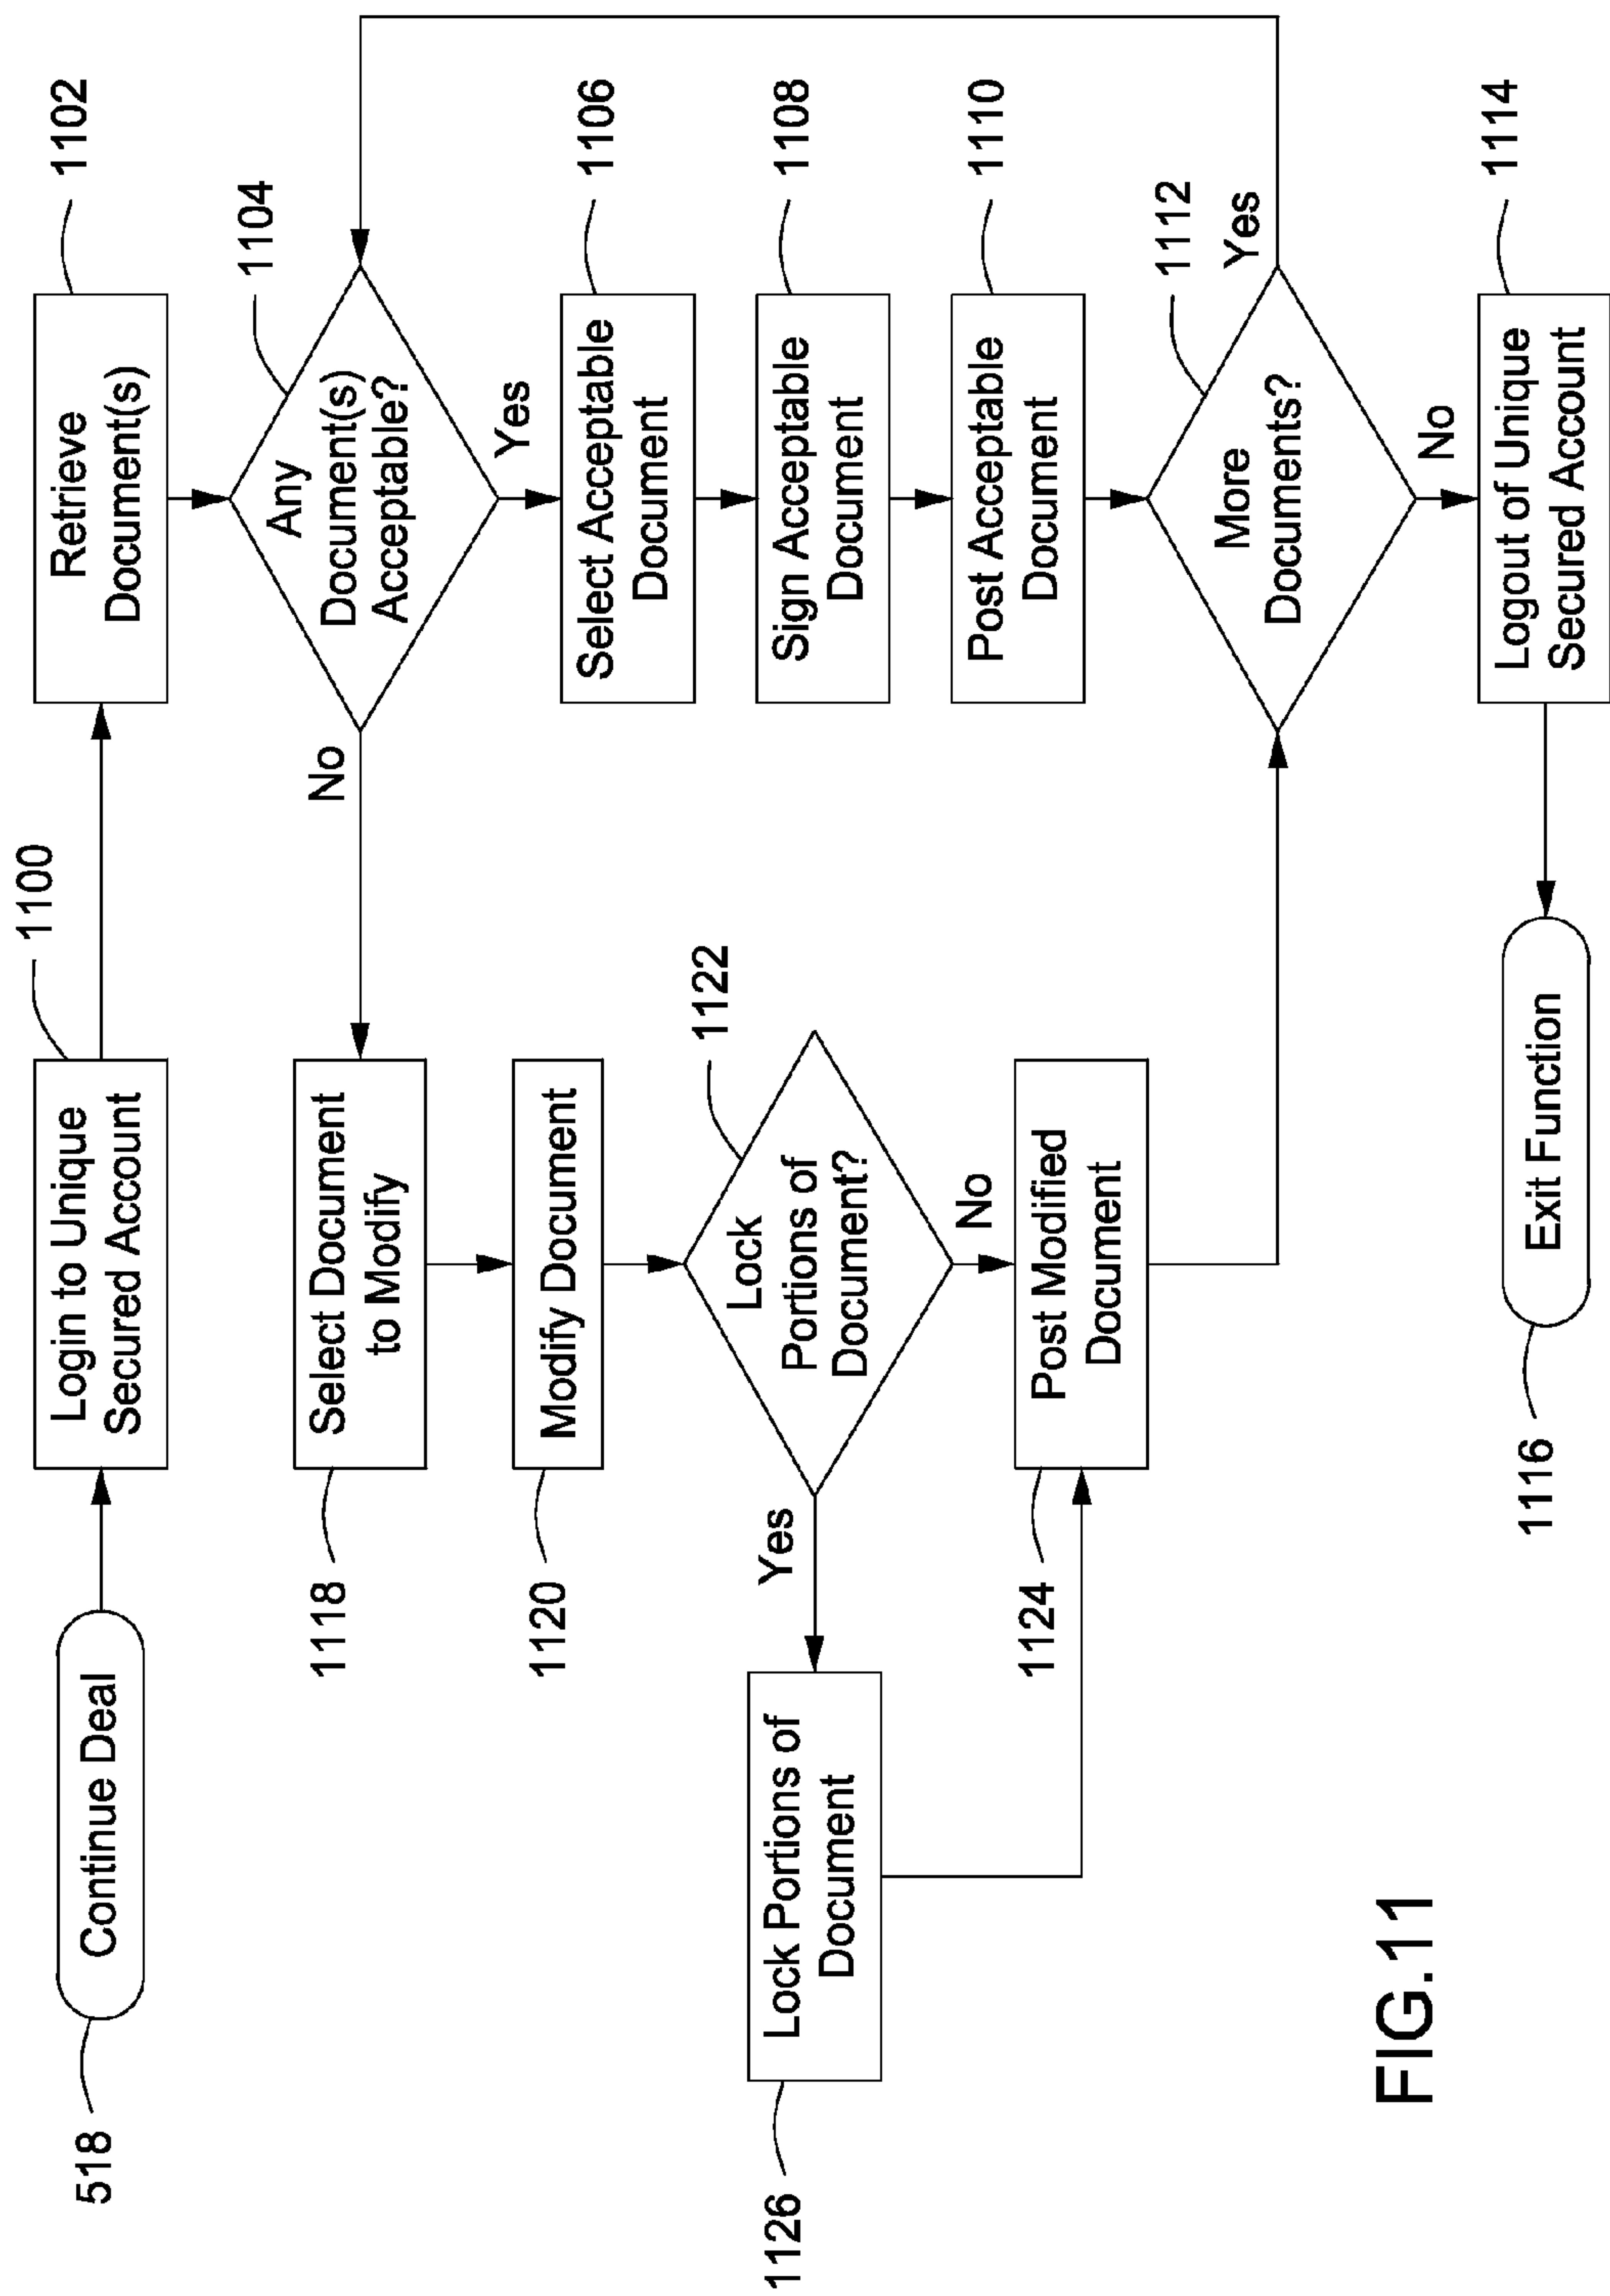 518
Continue Deal
1100
Login to Unique
Secured Account
1102
Retrieve
Document(s)
1104
Any
Document(s)
Acceptable?
No
Yes
1106
Select Acceptable
Document
1108
Sign Acceptable
Document
1110
Post Acceptable
Document
1112
More
Documents?
Yes
No
1114
Logout of Unique
Secured Account
1116
Exit Function
1118
Select Document
to Modify
1120
Modify Document
1122
Lock
Portions of
Document?
Yes
No
1124
Post Modified
Document
1126
Lock Portions of
Document
FIG.11